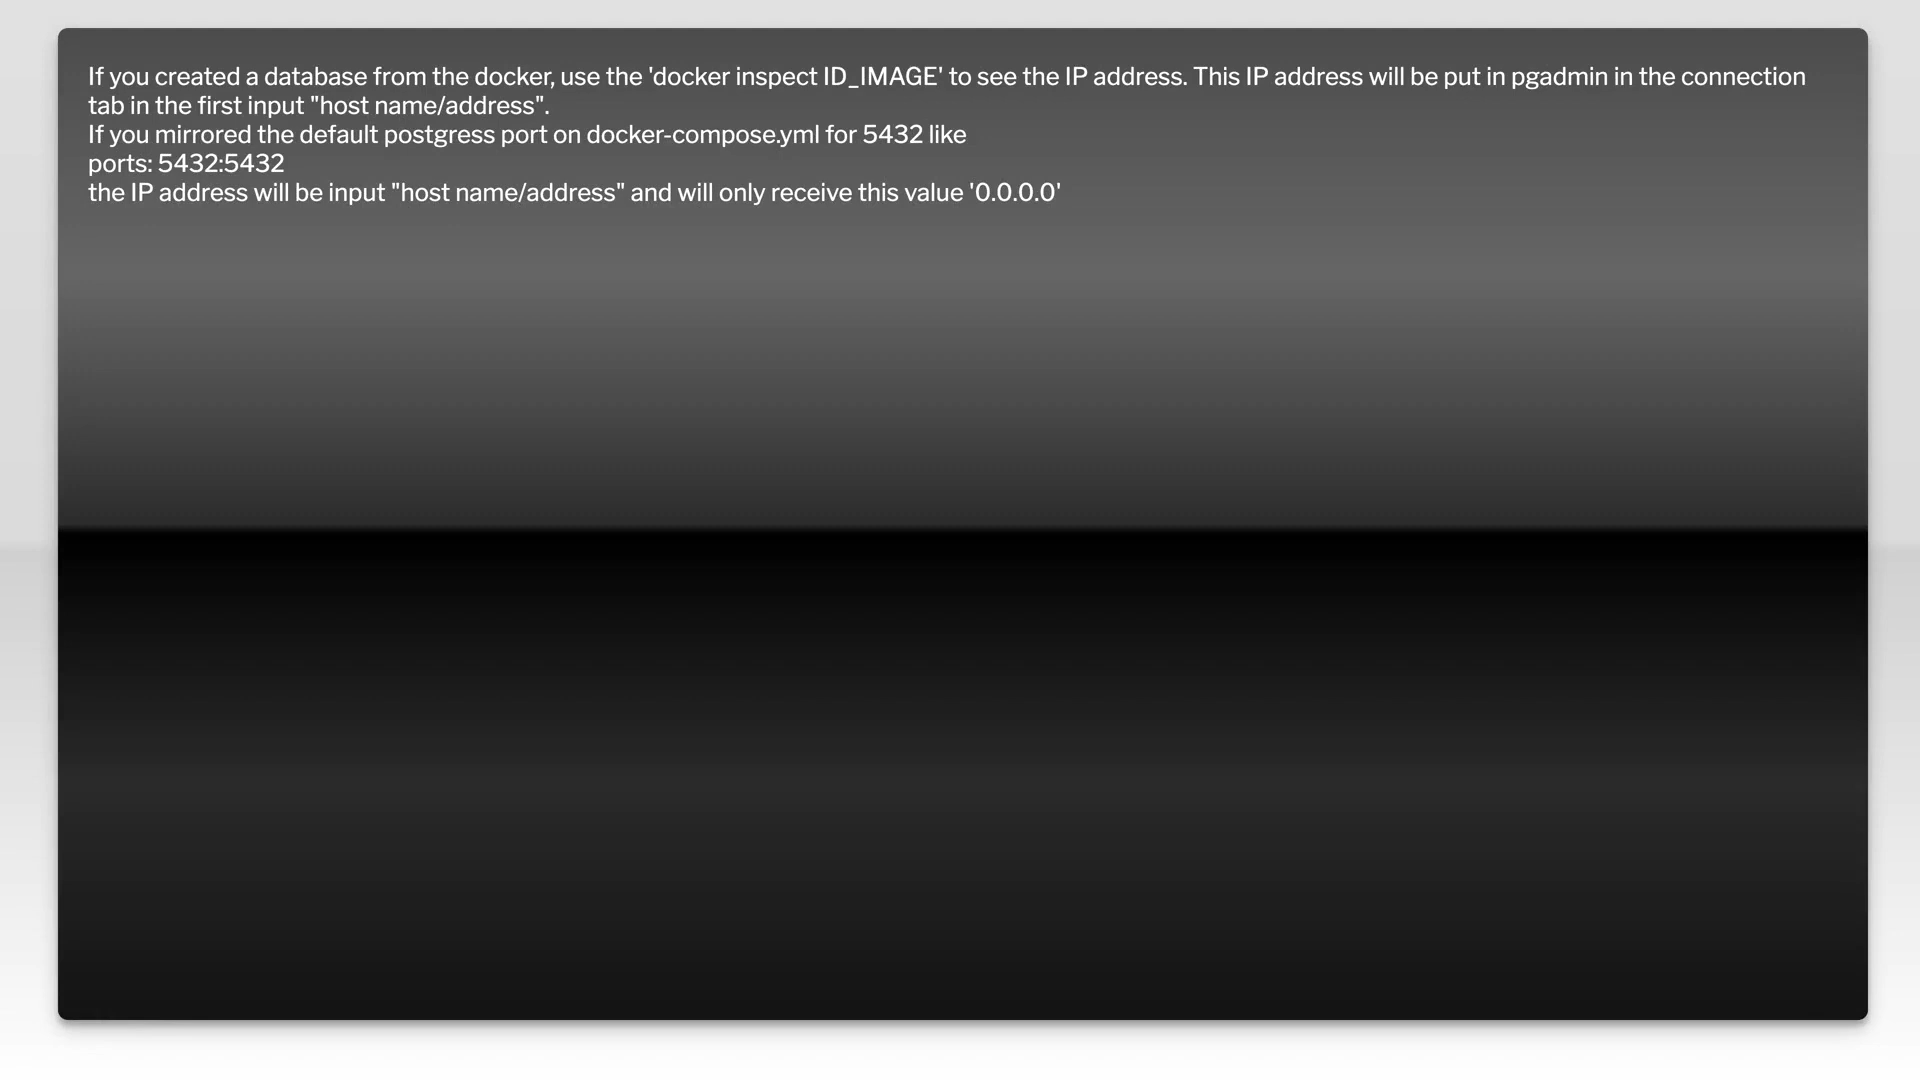 If you created a database from the docker, use the 'docker inspect ID_IMAGE' to see the IP address. This IP address will be put in pgadmin in the connection
tab in the first input "host name/address".
If you mirrored the default postgress port on docker-compose.yml for 5432 like
ports: 5432:5432
the IP address will be input "host name/address" and will only receive this value '0.0.0.0'